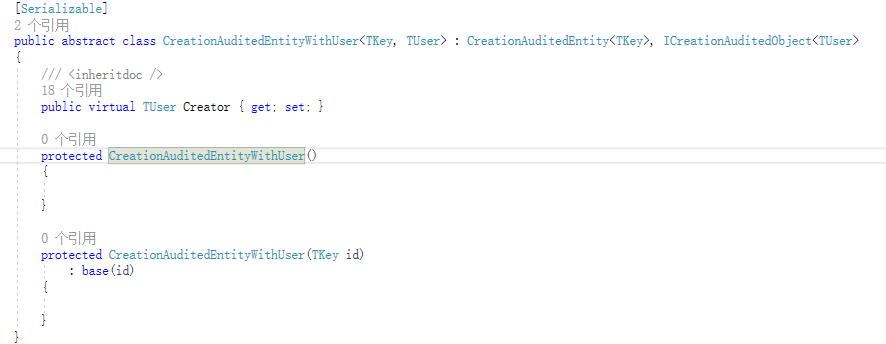 [Serializable]
2 个引用
public abstract class CreationAuditedEntityWithUser<TKey, TUser> : CreationAuditedEntity<TKey>, ICreationAuditedObject<TUser>
{
/// <inheritdoc />
18 个引用
public virtual TUser Creator { get; set; }
0 个引用
protected CreationAuditedEntityWithUser()
{
}
0 个引用
protected CreationAuditedEntityWithUser(TKey id)
: base(id)
{
}
}